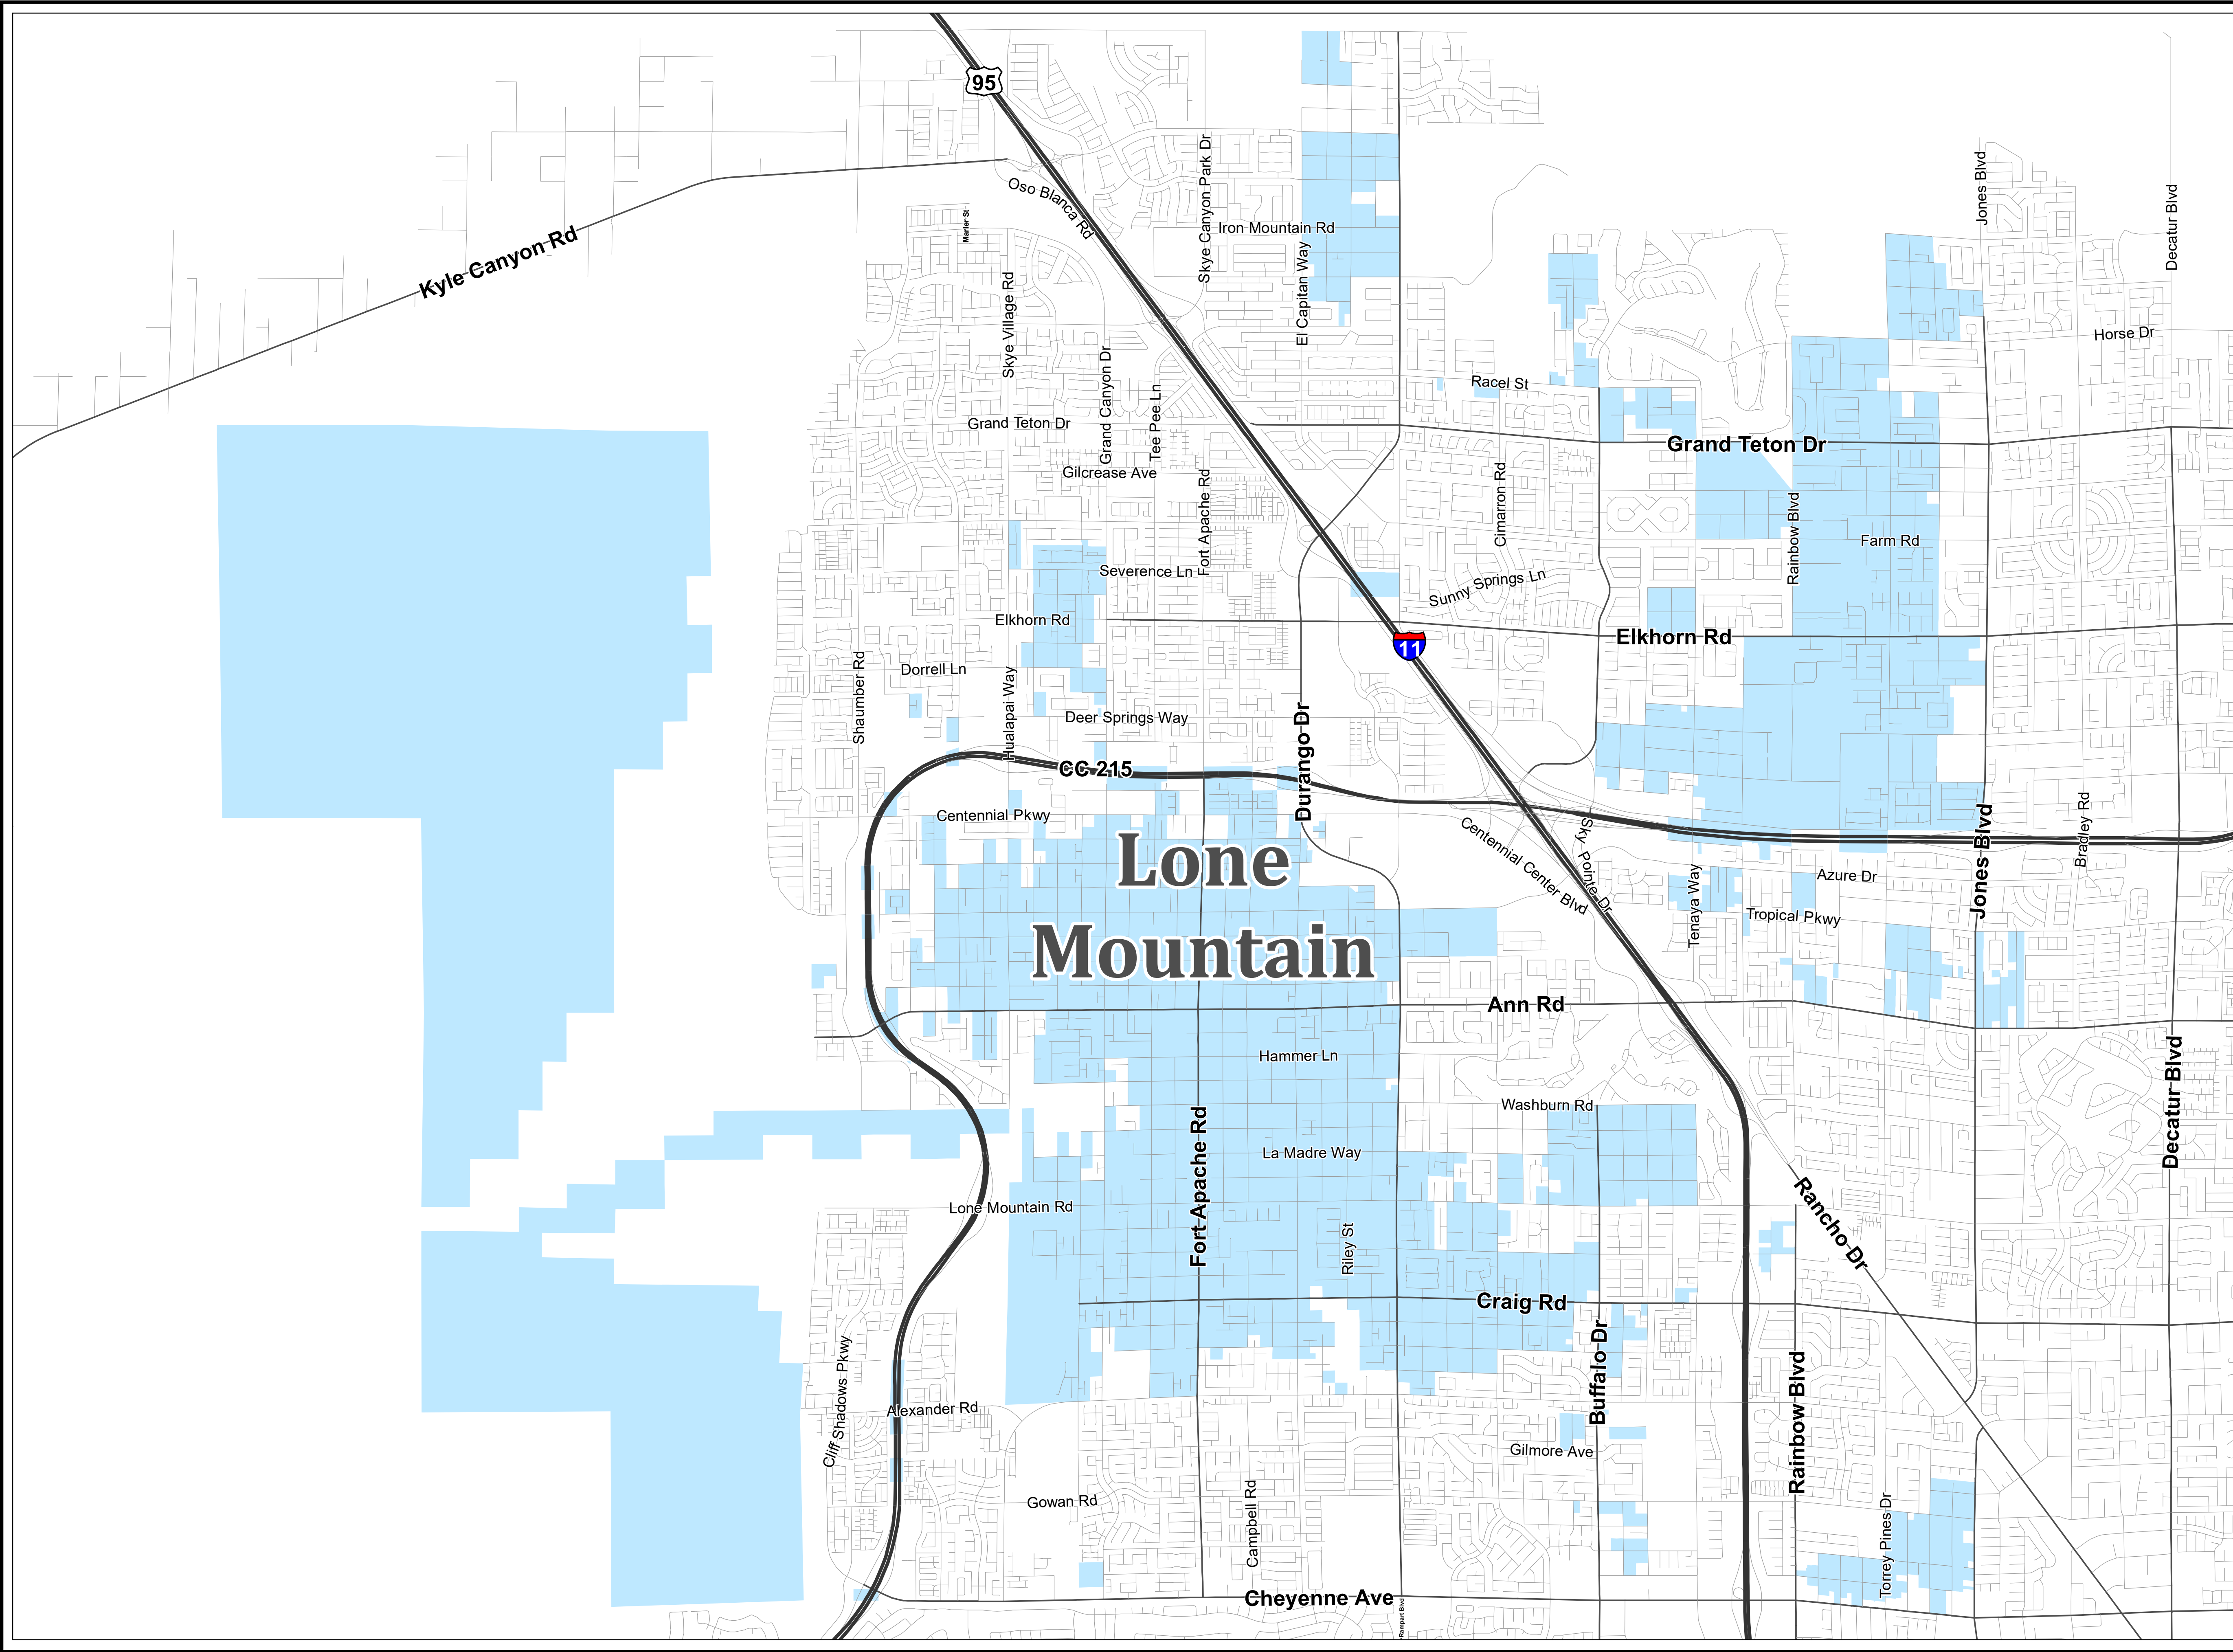 95
Skye Canyon Park Dr
Jones Blvd
Decatur Blvd
Oso Blanca Rd
Marler St
Iron Mountain Rd
Kyle Canyon Rd
El Capitan Way
Skye Village Rd
Horse Dr
Grand Canyon Dr
Tee Pee Ln
Racel St
Grand Teton Dr
Grand Teton Dr
Gilcrease Ave
Fort Apache Rd
Cimarron Rd
Rainbow Blvd
Farm Rd
Severence Ln
Sunny Springs Ln
Elkhorn Rd
Elkhorn Rd
11
Shaumber Rd
Dorrell Ln
Hualapai Way
Deer Springs Way
Durango Dr
CC 215
Centennial Pkwy
Centennial Center Blvd
Sky Pointe Dr
Jones Blvd
Bradley Rd
Lone
Mountain
Tenaya Way
Azure Dr
Tropical Pkwy
Ann Rd
Hammer Ln
Decatur Blvd
Washburn Rd
Fort Apache Rd
La Madre Way
Lone Mountain Rd
Riley St
Rancho Dr
Craig Rd
Buffalo Dr
Cliff Shadows Pkwy
Rainbow Blvd
Alexander Rd
Gilmore Ave
Gowan Rd
Campbell Rd
Torrey Pines Dr
Cheyenne Ave
Rampart Blvd